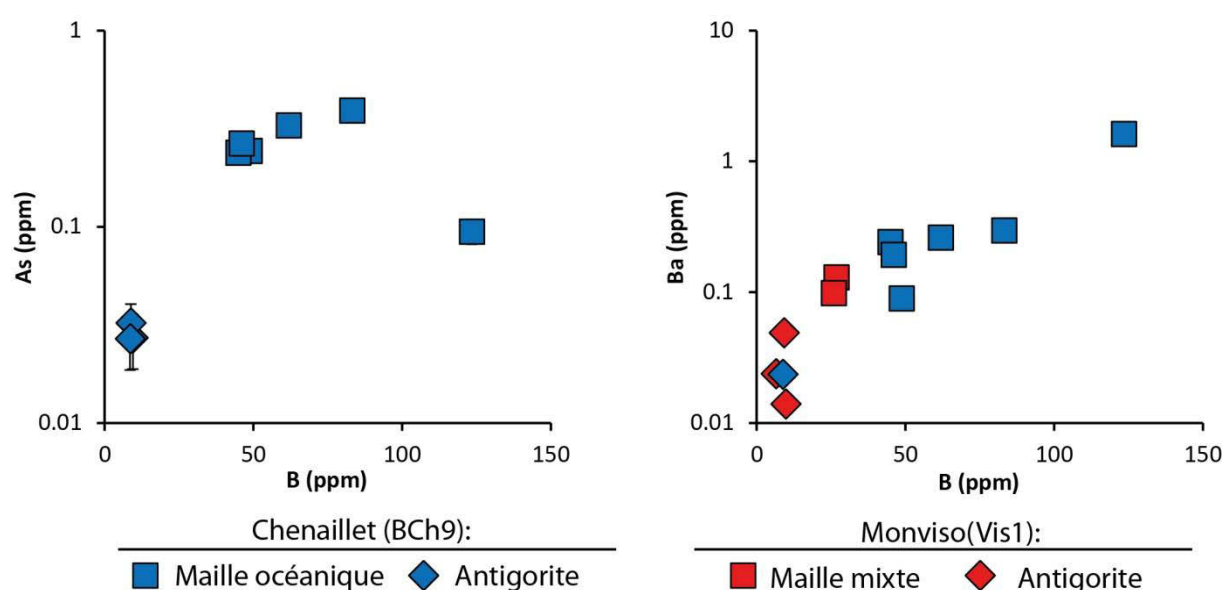 1
0.1
0.01
As (ppm)
0
50
100
150
B (ppm)
10
1
0.1
0.01
Ba (ppm)
0
50
100
150
B (ppm)
Chenaillet (BCh9):
Maille océanique
Antigorite
Monviso(Vis1):
Maille mixte
Antigorite